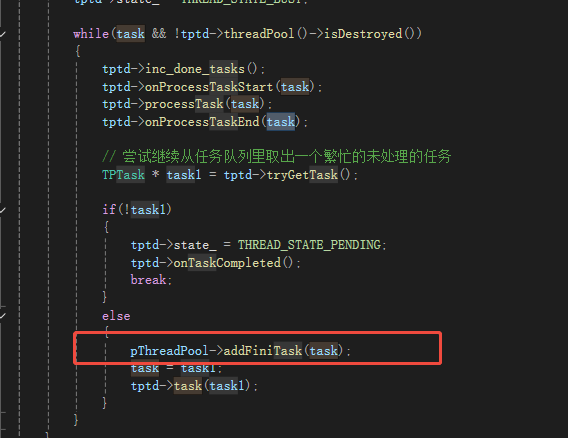 tptd->state_ = THREAD_STATE_BUSY;
while(task && !tptd->threadPool()->isDestroyed())
{
tptd->inc_done_tasks();
tptd->onProcessTaskStart(task);
tptd->processTask(task);
tptd->onProcessTaskEnd(task);
// 尝试继续从任务队列里取出一个繁忙的未处理的任务
TPTask * task1 = tptd->tryGetTask();
if(!task1)
{
tptd->state_ = THREAD_STATE_PENDING;
tptd->onTaskCompleted();
break;
}
else
{
pThreadPool->addFiniTask(task);
task = task1;
tptd->task(task1);
}
}